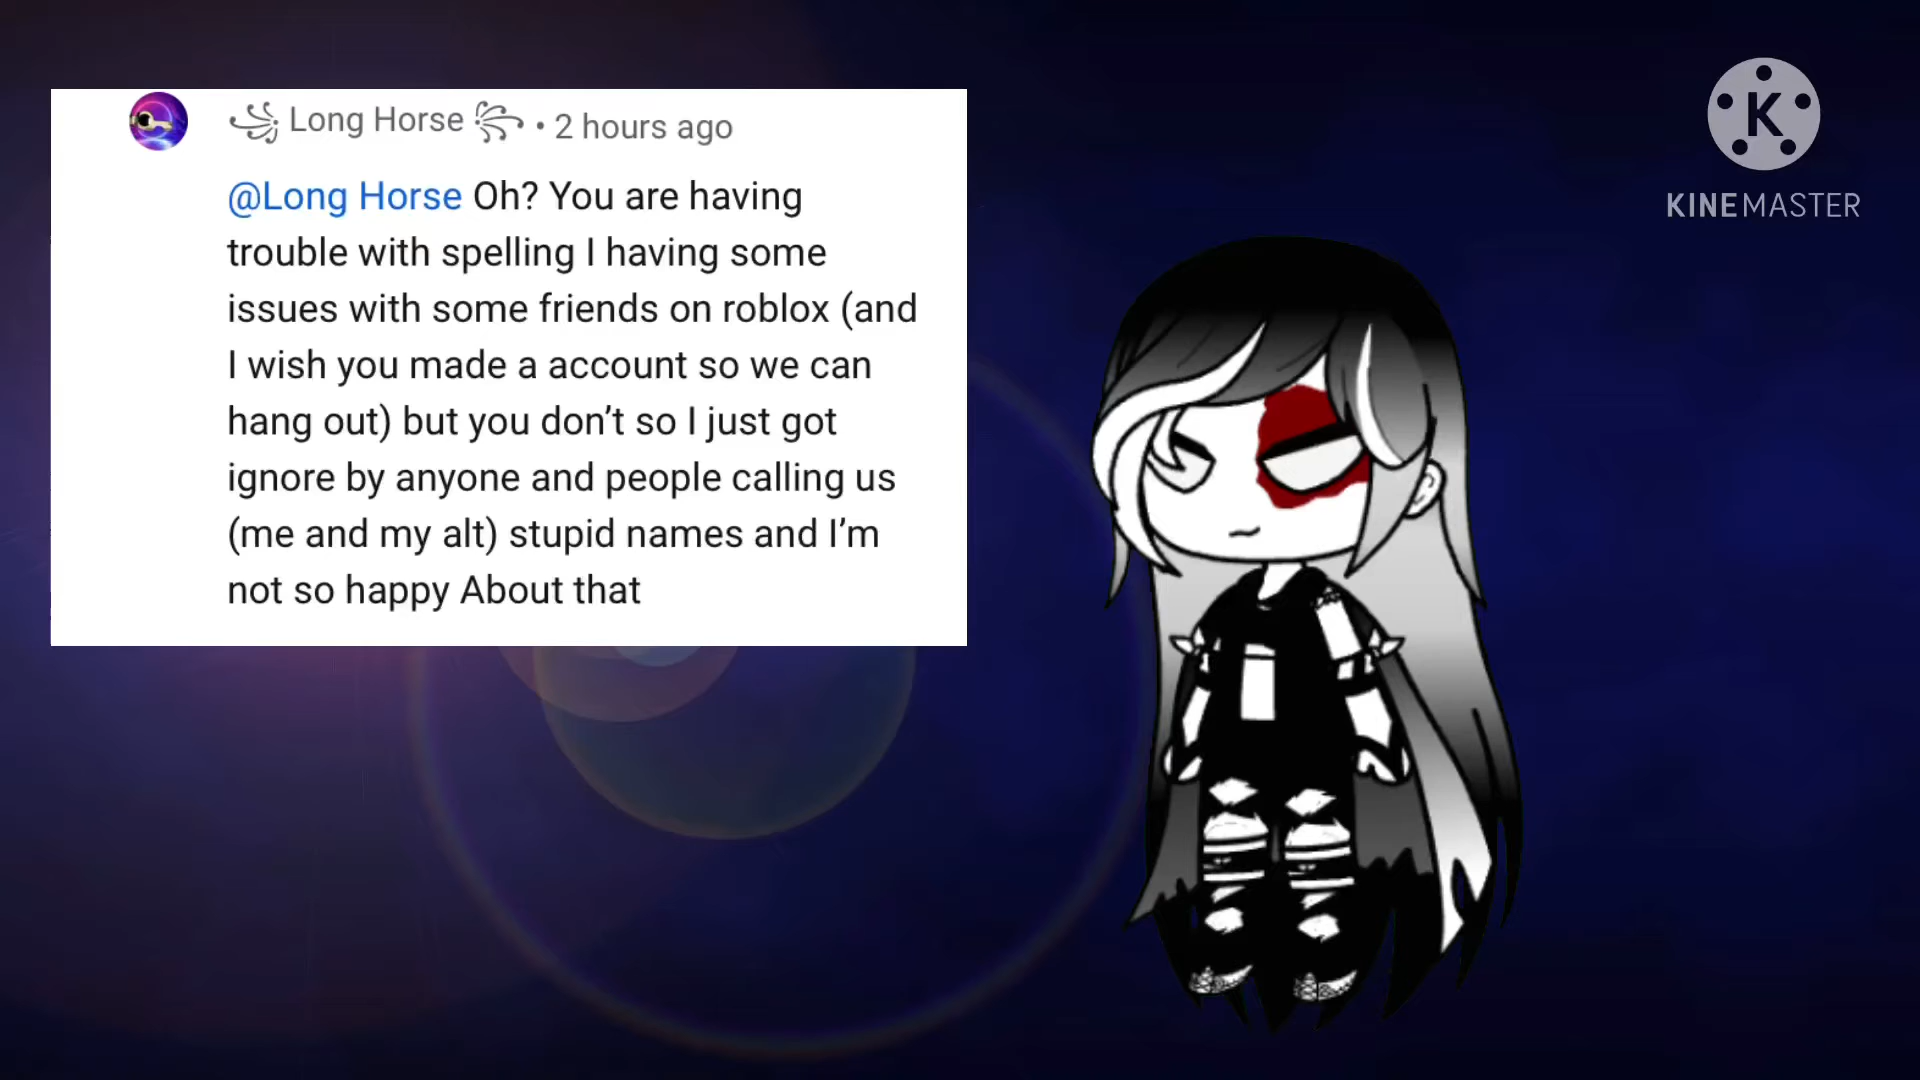 Long Horse • 2 hours ago
@Long Horse Oh? You are having
trouble with spelling I having some
issues with some friends on roblox (and
I wish you made a account so we can
hang out) but you don’t so I just got
ignore by anyone and people calling us
(me and my alt) stupid names and I’m
not so happy About that
K
KINEMASTER